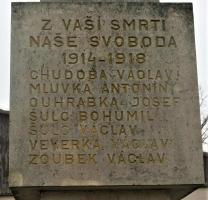 Z VAŠÍ SMRTI
NAŠE SVOBODA
1914-1918
CHUDOBA VÁCLAV
MLUVKA ANTONÍN
OUHRABKA JOSEF
ŠULC BOHUMIL
ŠULC VÁCLAV
VEVERKA VÁCLAV
ZOUBEK VÁCLAV